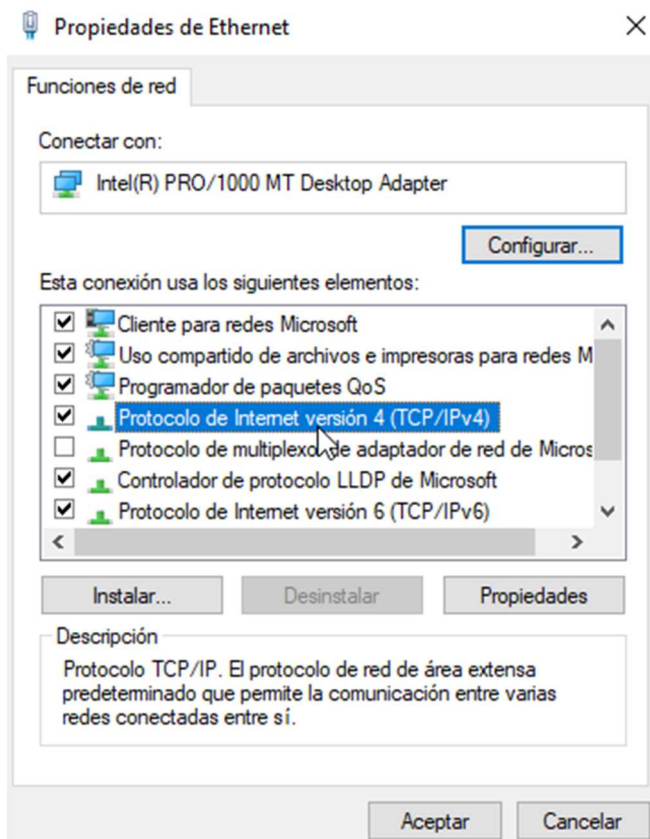 Propiedades de Ethernet
Funciones de red
Conectar con:
Intel(R) PRO/1000 MT Desktop Adapter
Configurar...
Esta conexión usa los siguientes elementos:
Cliente para redes Microsoft
Uso compartido de archivos e impresoras para redes M
Programador de paquetes QoS
Protocolo de Internet versión 4 (TCP/IPv4)
Protocolo de multiplexor de adaptador de red de Micros
Controlador de protocolo LLDP de Microsoft
Protocolo de Internet versión 6 (TCP/IPv6)
Instalar...
Desinstalar
Propiedades
Descripción
Protocolo TCP/IP. El protocolo de red de área extensa
predeterminado que permite la comunicación entre varias
redes conectadas entre sí.
Aceptar
Cancelar